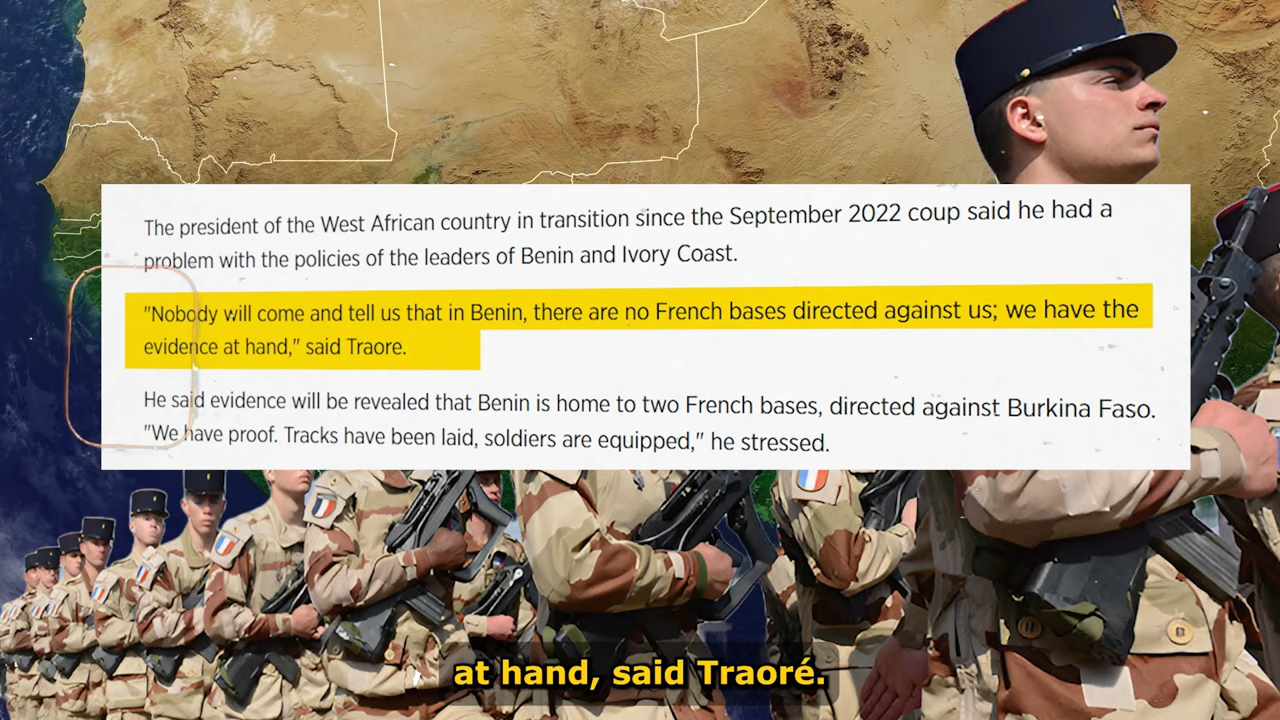 The president of the West African country in transition since the September 2022 coup said he had a
problem with the policies of the leaders of Benin and Ivory Coast.
"Nobody will come and tell us that in Benin, there are no French bases directed against us; we have the
evidence at hand," said Traore.
He said evidence will be revealed that Benin is home to two French bases, directed against Burkina Faso.
"We have proof. Tracks have been laid, soldiers are equipped," he stressed.
at hand, said Traoré.